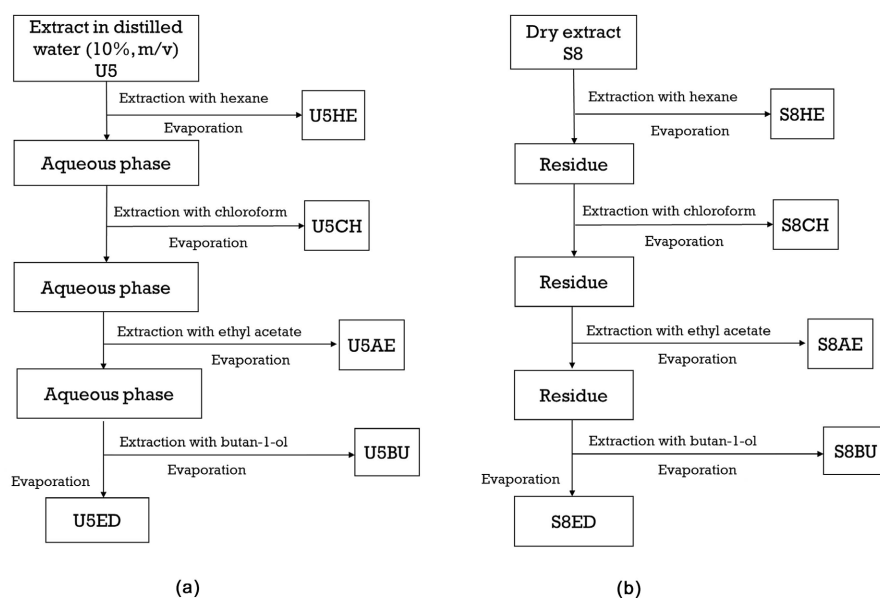 Extract in distilled
water (10%, m/v)
U5
Extraction with hexane
U5HE
Evaporation
Aqueous phase
Extraction with chloroform
U5CH
Evaporation
Aqueous phase
Extraction with ethyl acetate
U5AE
Evaporation
Aqueous phase
Extraction with butan-1-ol
U5BU
Evaporation
Evaporation
U5ED
(a)
Dry extract
S8
Extraction with hexane
S8HE
Evaporation
Residue
Extraction with chloroform
S8CH
Evaporation
Residue
Extraction with ethyl acetate
S8AE
Evaporation
Residue
Extraction with butan-1-ol
S8BU
Evaporation
Evaporation
S8ED
(b)